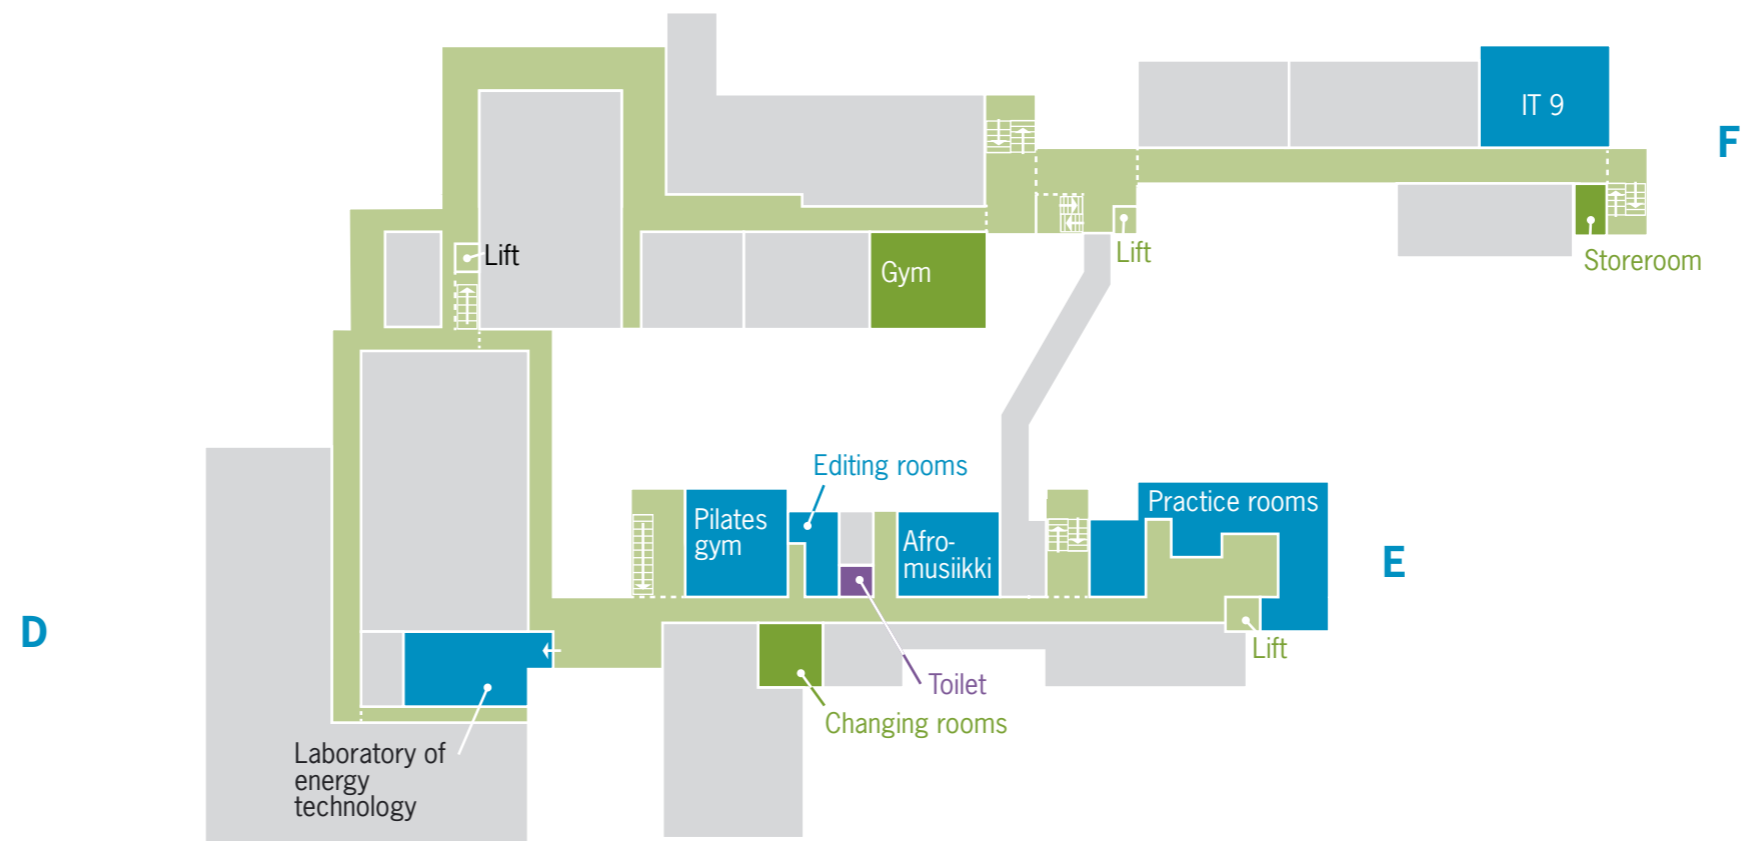 IT 9
F
Lift
Lift
Gym
Storeroom
Editing rooms
Practice rooms
Pilates
gym
Afro-
musiikki
E
D
Lift
Toilet
Changing rooms
Laboratory of
energy
technology